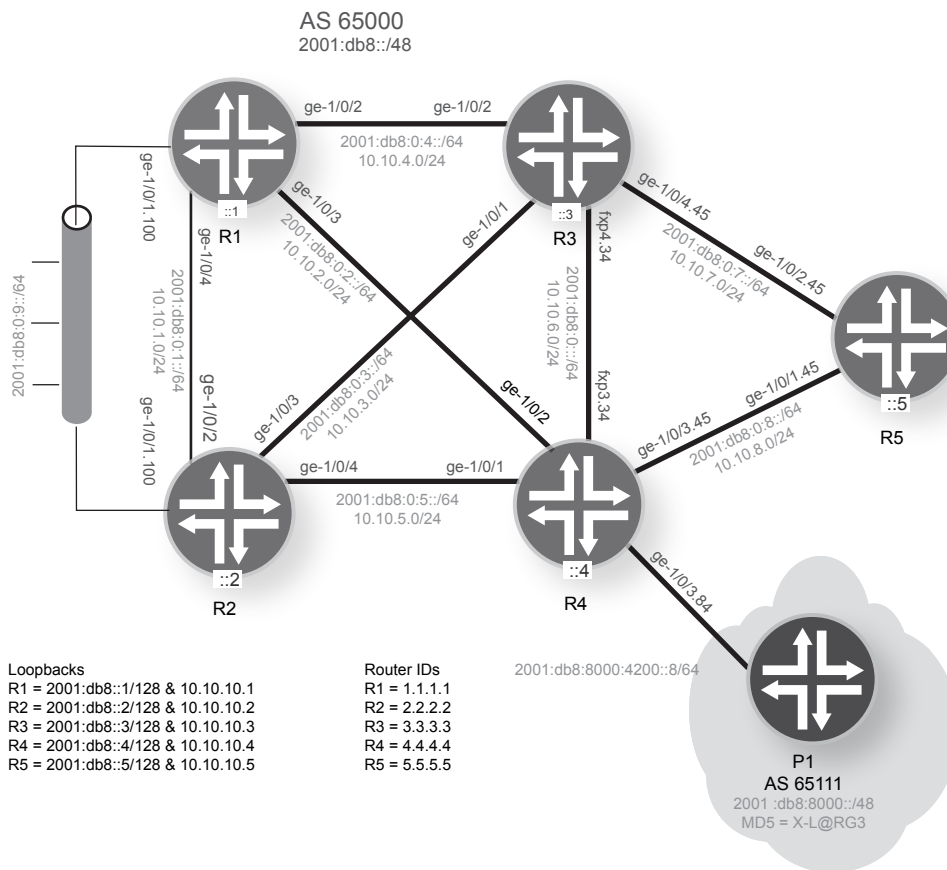 AS 65000
2001:db8::/48
ge-1/0/2
ge-1/0/2
2001:db8:0:4::/64
10.10.4.0/24
ge-1/0/1.100
::1
R1
ge-1/0/3
ge-1/0/1
::3
R3
fxp4.34
ge-1/0/4.45
2001:db8:0:7::/64
10.10.7.0/24
ge-1/0/2.45
2001:db8:0:9::/64
ge-1/0/4
2001:db8:0:1::/64
10.10.1.0/24
2001:db8:0:2::/64
10.10.2.0/24
2001:db8:0:::/64
10.10.6.0/24
ge-1/0/2
ge-1/0/3
2001:db8:0:3::/64
10.10.3.0/24
ge-1/0/2
fxp3.34
ge-1/0/1.45
::5
R5
ge-1/0/3.45
2001:db8:0:8::/64
10.10.8.0/24
ge-1/0/1.100
ge-1/0/4
ge-1/0/1
2001:db8:0:5::/64
10.10.5.0/24
::2
R2
::4
R4
ge-1/0/3.84
2001:db8:8000:4200::8/64
Loopbacks
R1 = 2001:db8::1/128 & 10.10.10.1
R2 = 2001:db8::2/128 & 10.10.10.2
R3 = 2001:db8::3/128 & 10.10.10.3
R4 = 2001:db8::4/128 & 10.10.10.4
R5 = 2001:db8::5/128 & 10.10.10.5
Router IDs
R1 = 1.1.1.1
R2 = 2.2.2.2
R3 = 3.3.3.3
R4 = 4.4.4.4
R5 = 5.5.5.5
P1
AS 65111
2001 :db8:8000::/48
MD5 = X-L@RG3